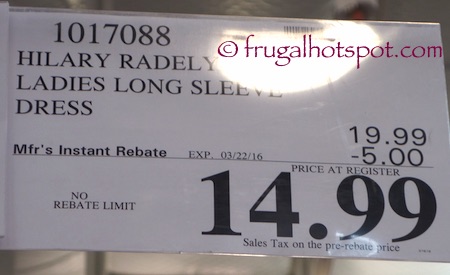 1017088
© frugalhotspot.com
HILARY RADELY
LADIES LONG SLEEVE
DRESS
19.99
Mfr's Instant Rebate EXP. 03/22/16 -5.00
PRICE AT REGISTER
NO
REBATE LIMIT
14.99
Sales Tax on the pre-rebate price